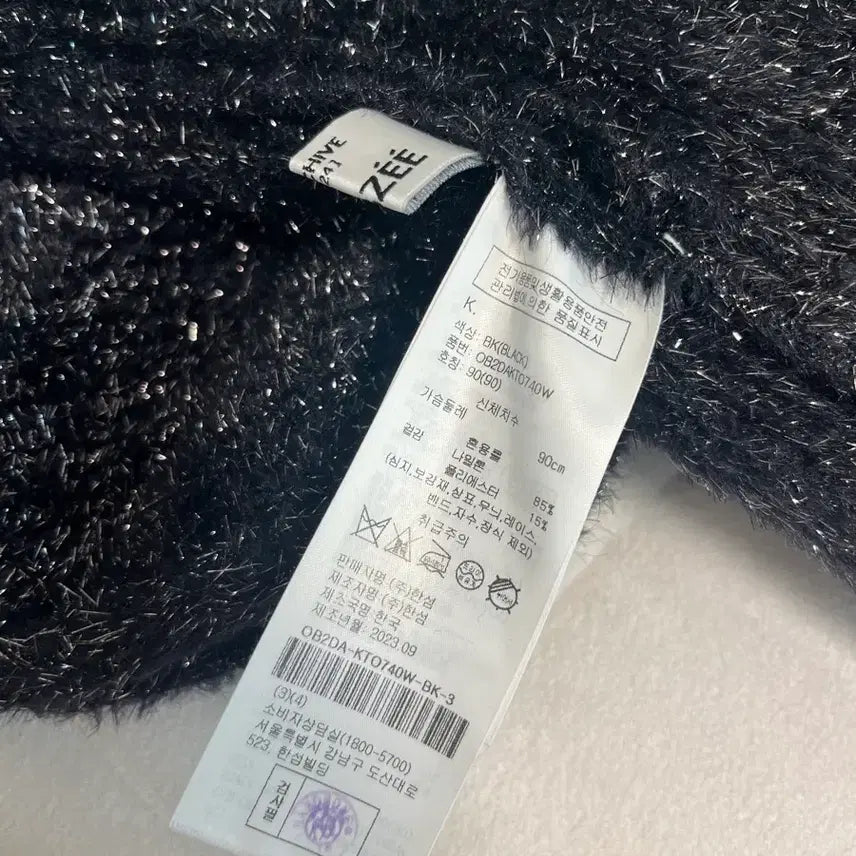 CHIVE
24]
ZÉÉ
전기용품및생활용품안전
관리법에의한 품질표시
K.
색상: BK(BLACK)
품번: OB2DAKTO740W
호칭: 90(90)
신체치수
가슴둘레 90cm
겉감 혼용률
나일론 85%
폴리에스터 15%
(심지,보강재,상표,무늬,레이스,
밴드,자수,장식 제외)
취급주의
판매자명 (주)한섬
제조자명 (주)한섬
제조국명 한국
제조년월 2023.09
OB2DA-KTO740W-BK-3
(3)(4)
소비자상담실(1800-5700)
서울특별시 강남구 도산대로
523, 한섬빌딩
검사필